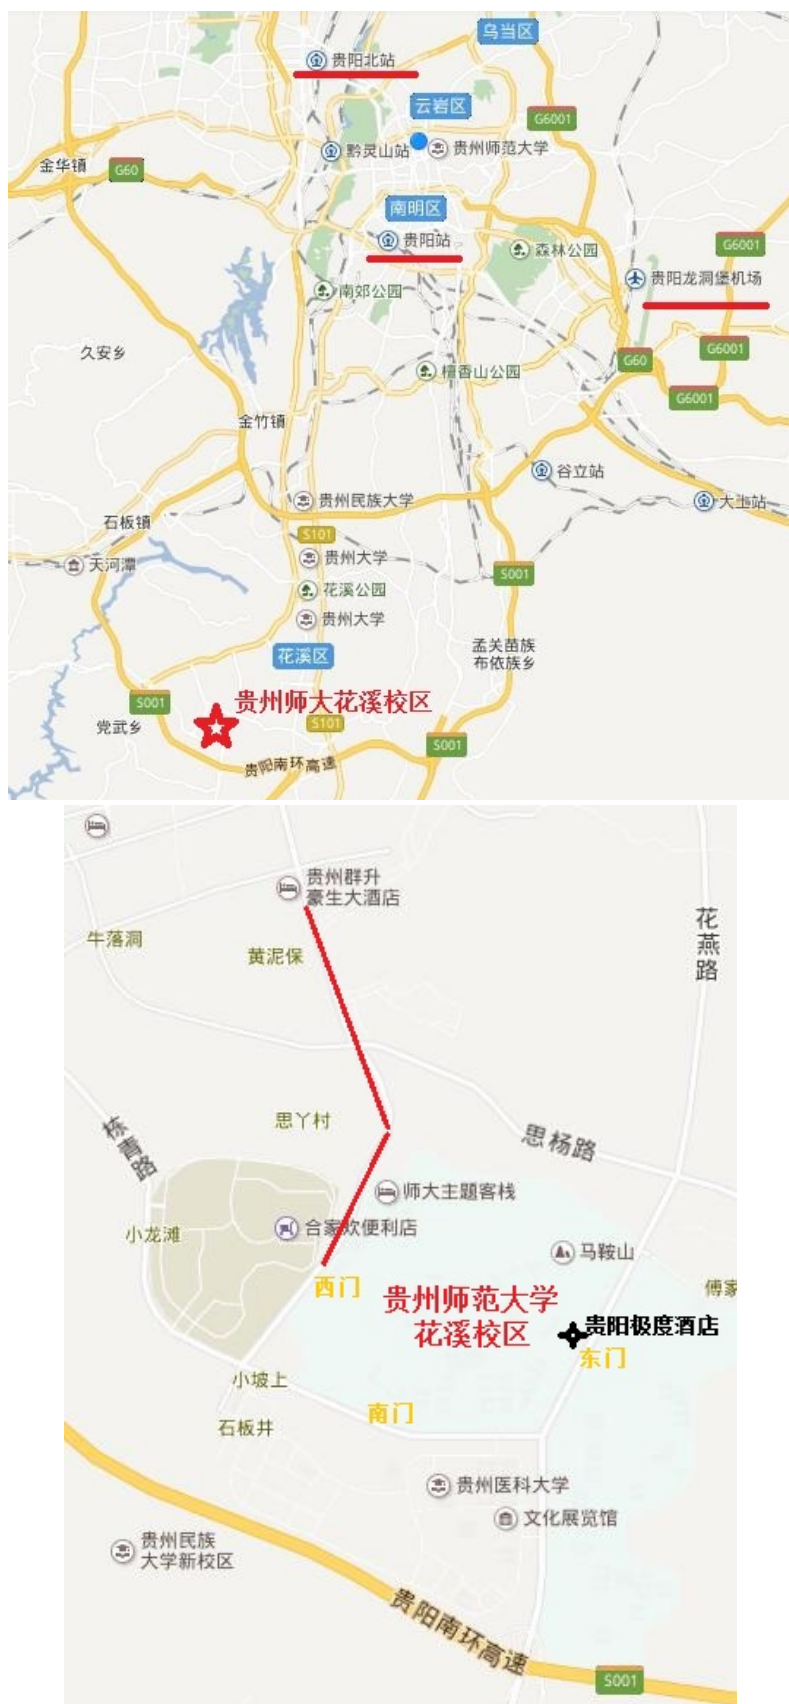 乌当区
贵阳北站
云岩区
G6001
黔灵山站
贵州师范大学
金华镇
G60
南明区
贵阳站
森林公园
G6001
贵阳龙洞堡机场
南郊公园
久安乡
G60
G6001
檀香山公园
G6001
金竹镇
谷立站
贵州民族大学
大土站
石板镇
S101
贵州大学
天河潭
S001
花溪公园
贵州大学
孟关苗族
布依族乡
花溪区
贵州师大花溪校区
S001
S101
党武乡
S001
贵阳南环高速
贵州群升
豪生大酒店
花燕路
牛落洞
黄泥保
思丫村
栋青路
思杨路
师大主题客栈
小龙滩
合家欢便利店
马鞍山
西门
贵州师范大学
花溪校区
傅家
贵阳极度酒店
东门
小坡上
南门
石板井
贵州医科大学
文化展览馆
贵州民族
大学新校区
贵阳南环高速
S001